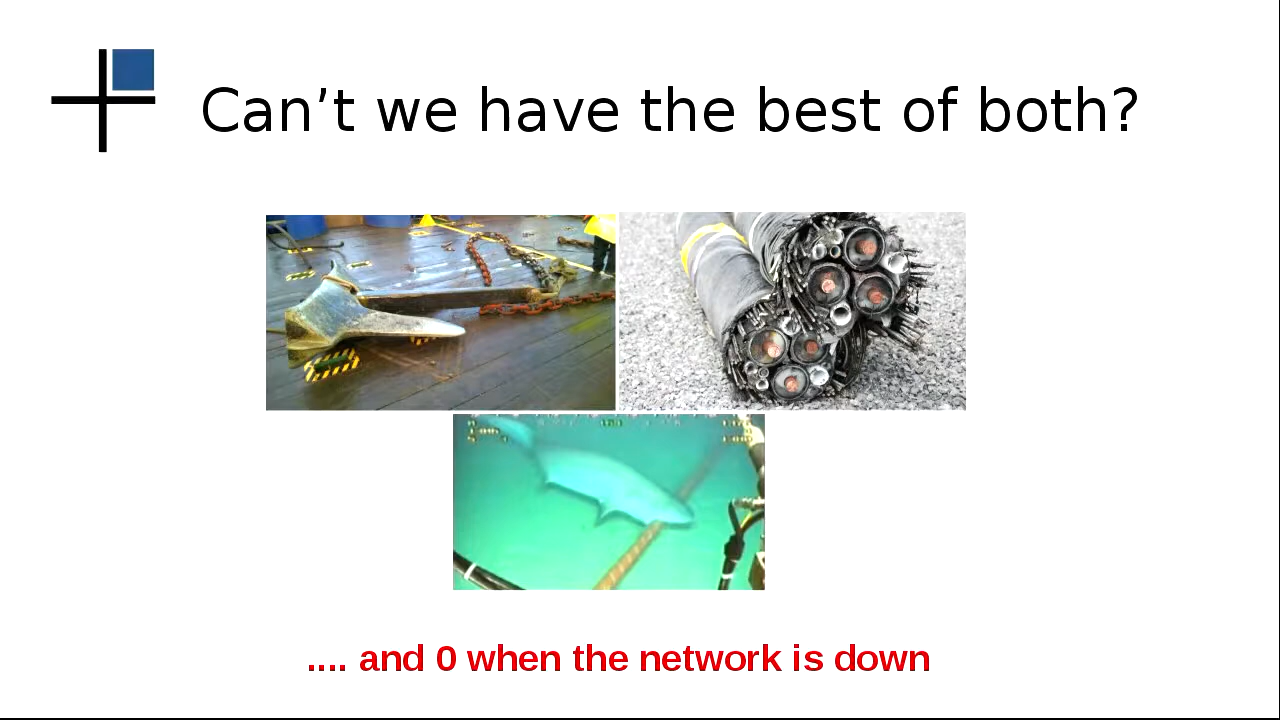 Can’t we have the best of both?
.... and 0 when the network is down